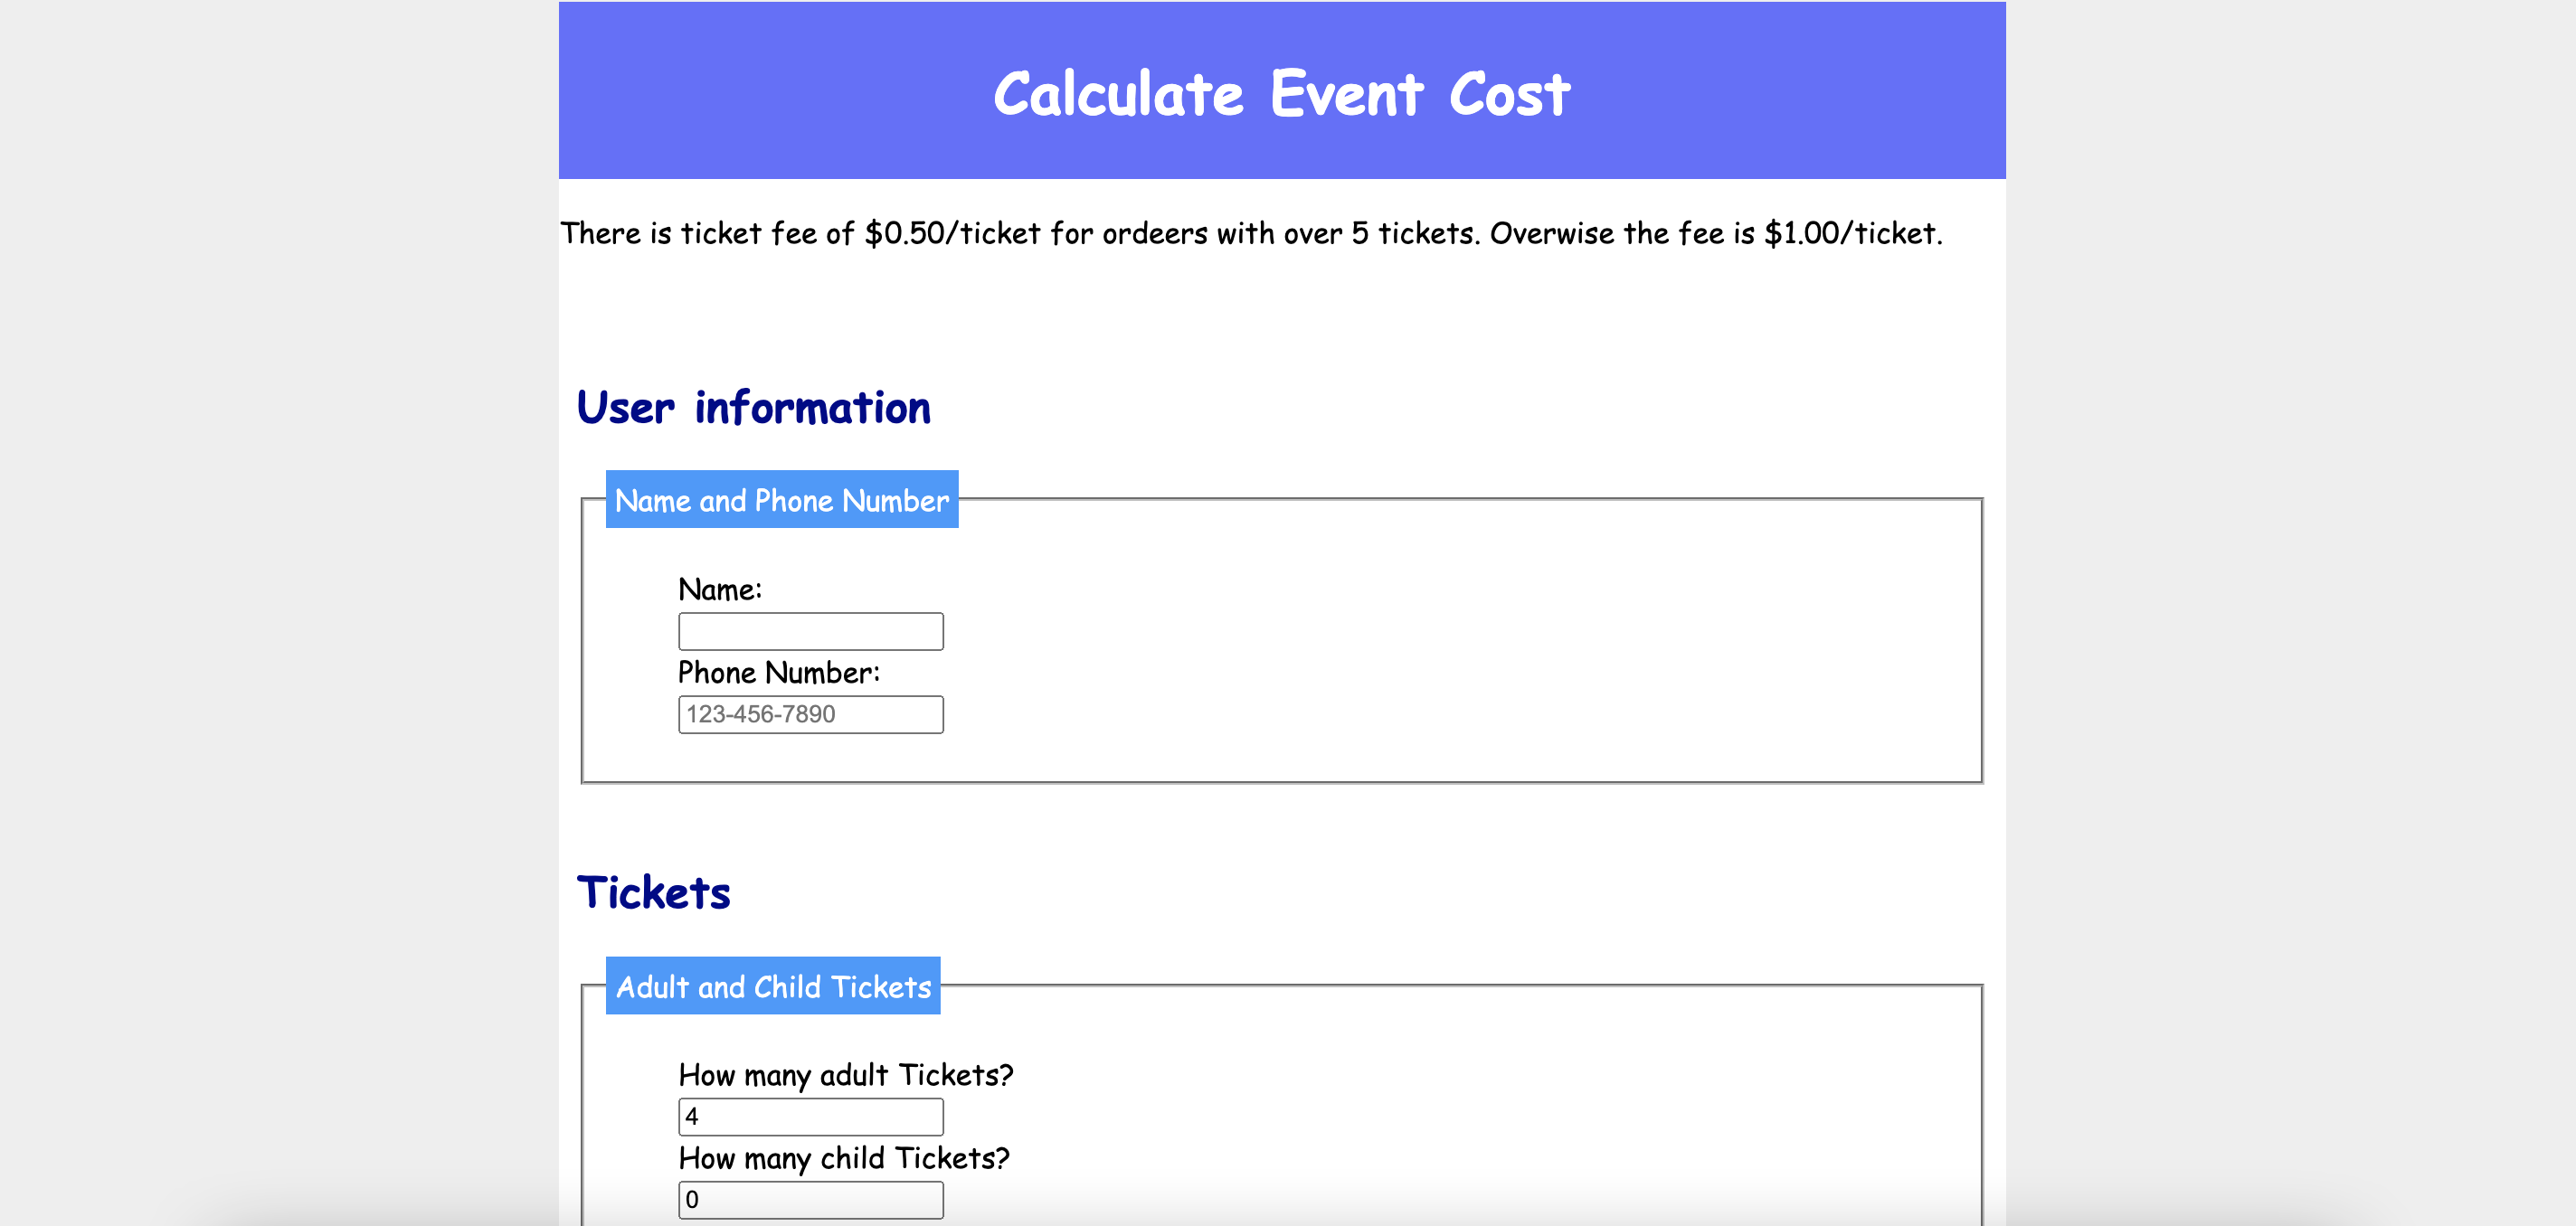 Calculate Event Cost
There is ticket fee of $0.50/ticket for ordeers with over 5 tickets. Overwise the fee is $1.00/ticket.
User information
Name and Phone Number
Name:
Phone Number:
123-456-7890
Tickets
Adult and Child Tickets
How many adult Tickets?
4
How many child Tickets?
0